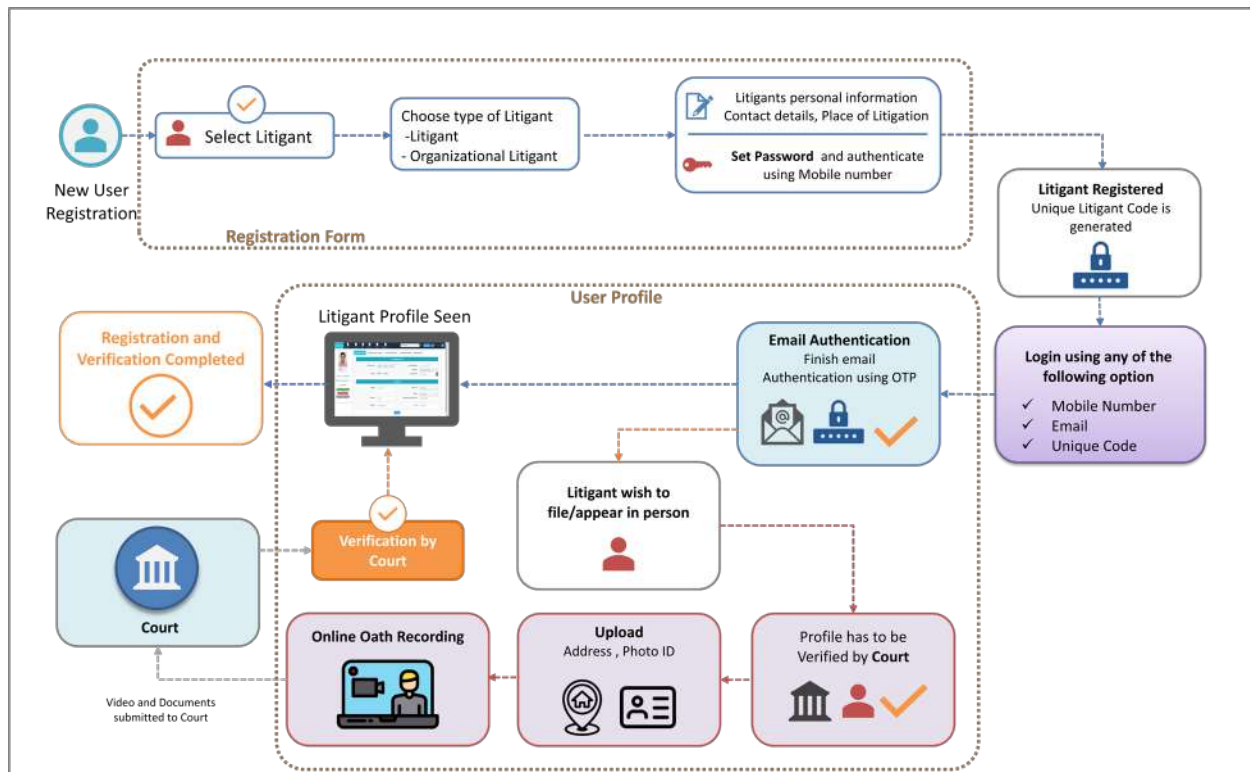 New User
Registration
Select Litigant
Choose type of Litigant
-Litigant
- Organizational Litigant
Litigants personal information
Contact details, Place of Litigation
Set Password and authenticate
using Mobile number
Registration Form
Litigant Registered
Unique Litigant Code is
generated
Login using any of the
following option
✓ Mobile Number
✓ Email
✓ Unique Code
User Profile
Email Authentication
Finish email
Authentication using OTP
Litigant Profile Seen
Registration and
Verification Completed
Litigant wish to
file/appear in person
Profile has to be
Verified by Court
Upload
Address , Photo ID
Online Oath Recording
Video and Documents
submitted to Court
Court
Verification by
Court